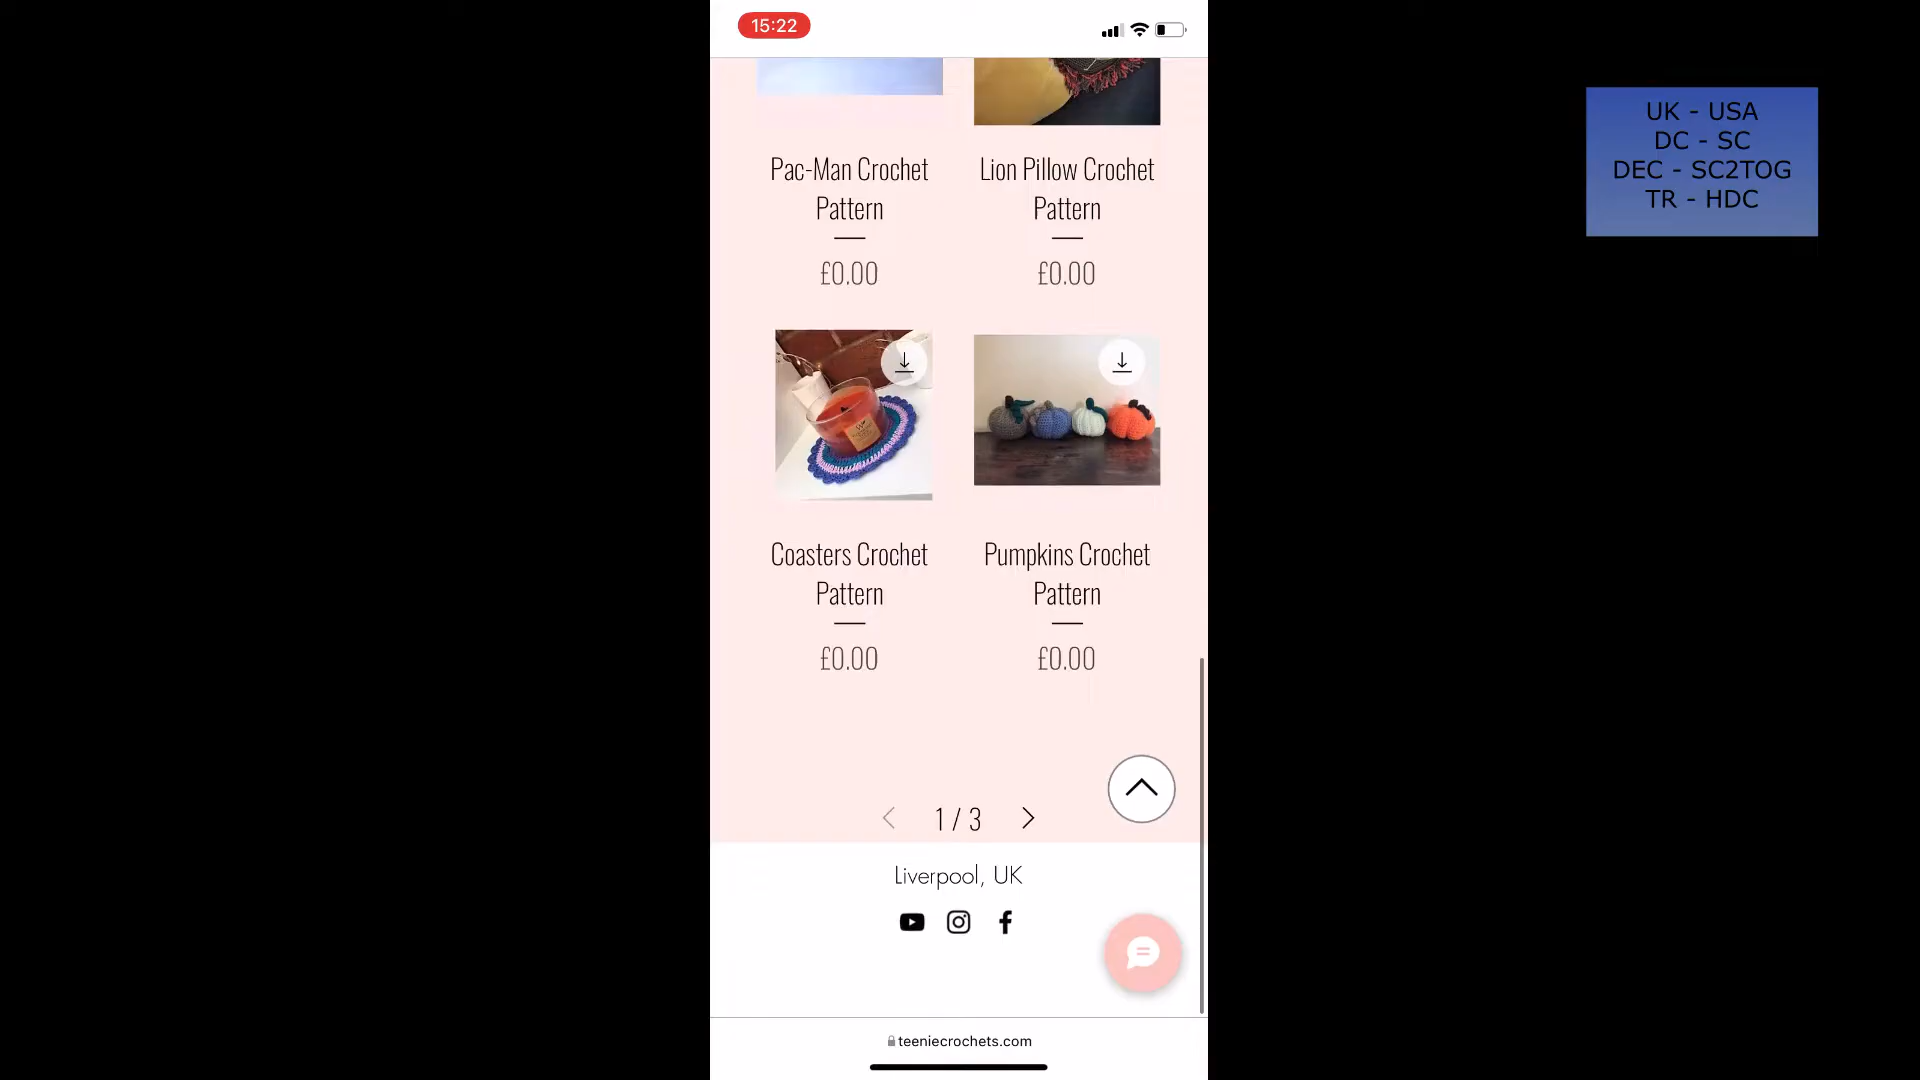 15:22
Pac-Man Crochet
Pattern
£0.00
Lion Pillow Crochet
Pattern
£0.00
Coasters Crochet
Pattern
£0.00
Pumpkins Crochet
Pattern
£0.00
1 / 3
Liverpool, UK
teeniecrochets.com
UK - USA
DC - SC
DEC - SC2TOG
TR - HDC